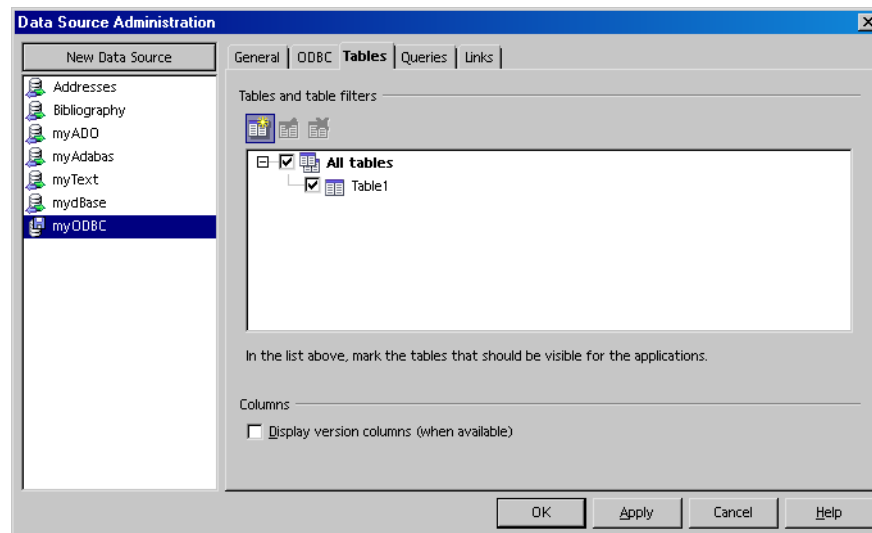 Data Source Administration
New Data Source
Addresses
Bibliography
myADO
myAdabas
myText
mydBase
myODBC
General ODBC Tables Queries Links
Tables and table filters
All tables
Table1
In the list above, mark the tables that should be visible for the applications.
Columns
Display version columns (when available)
OK Apply Cancel Help